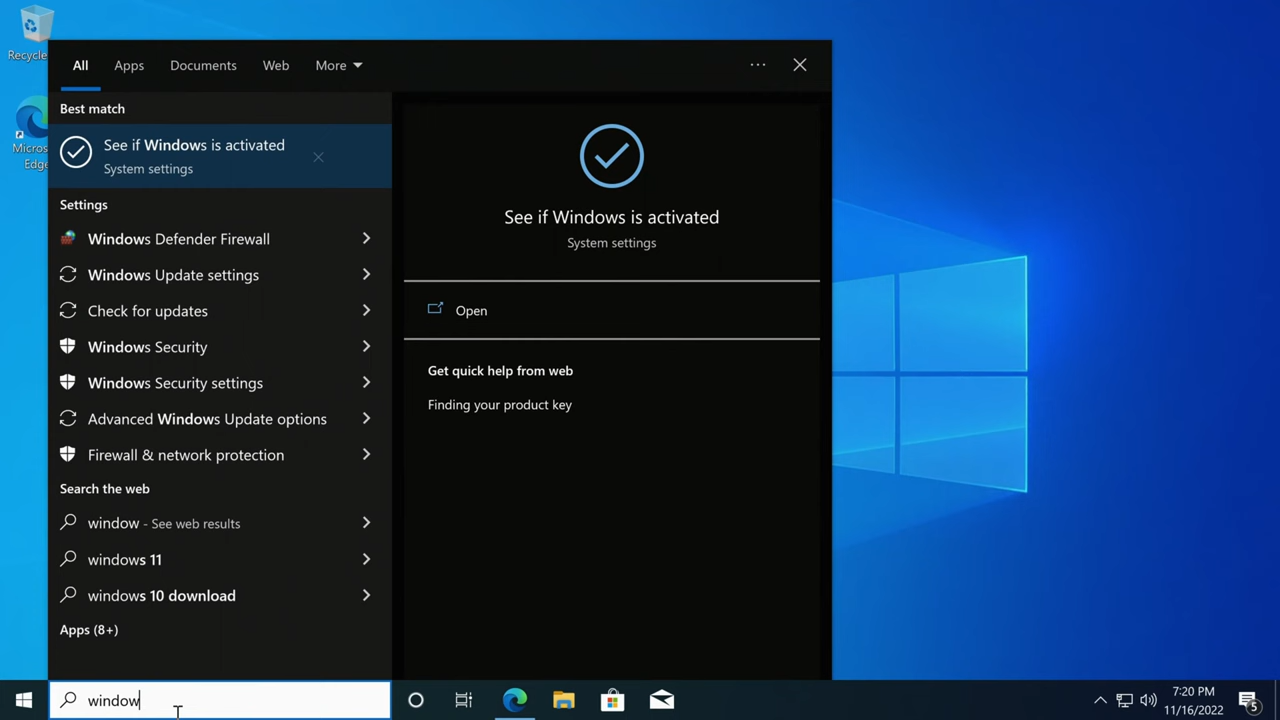 Recycle
Micros
Edge
All Apps Documents Web More ...
Best match
See if Windows is activated
System settings
Settings
Windows Defender Firewall
Windows Update settings
Check for updates
Windows Security
Windows Security settings
Advanced Windows Update options
Firewall & network protection
Search the web
window - See web results
windows 11
windows 10 download
Apps (8+)
See if Windows is activated
System settings
Open
Get quick help from web
Finding your product key
window
7:20 PM
11/16/2022
5